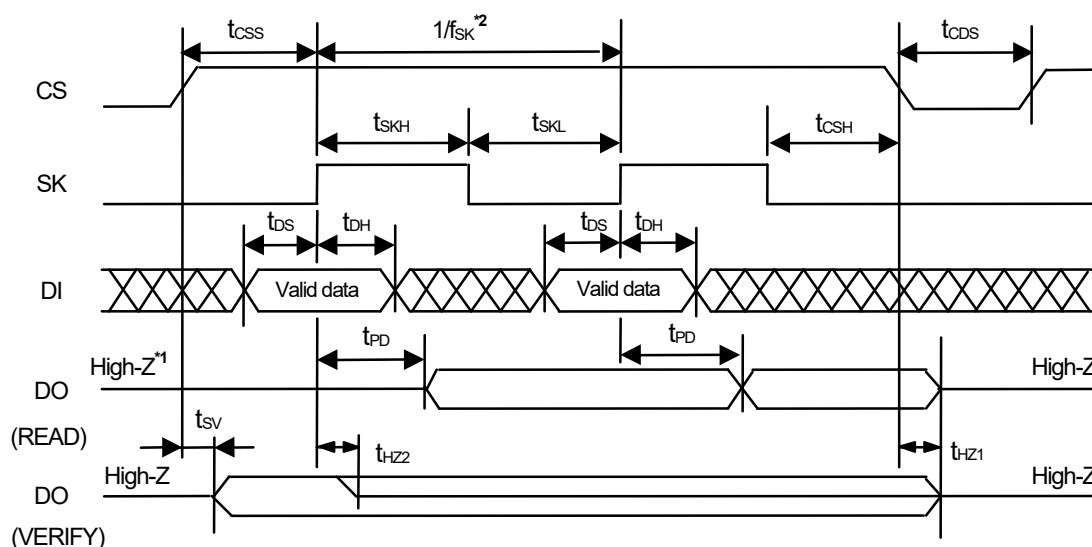 tCSS 1/fSK*2 tCDS
CS
tSKH tSKL tCSH
SK
tDS tDH tDS tDH
DI Valid data Valid data
tPD tPD
High-Z*1 High-Z
DO
(READ)
tSV tHZ2 tHZ1
High-Z High-Z
DO
(VERIFY)